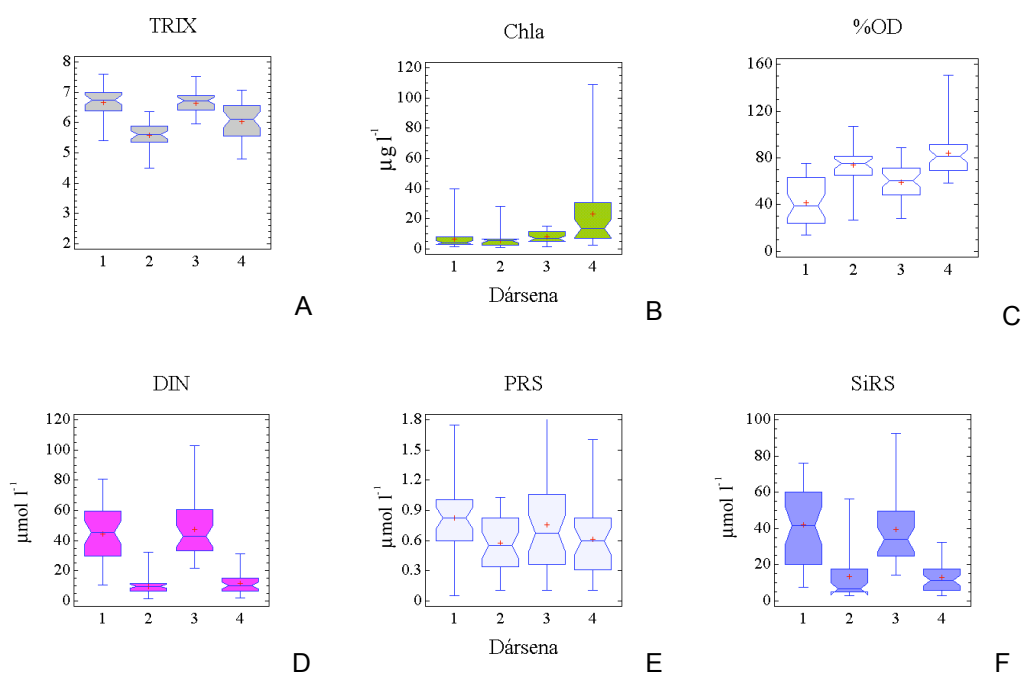 TRIX
8
7
6
5
4
3
2
1 2 3 4
A
Chla
µg l⁻¹
120
100
80
60
40
20
0
1 2 3 4
Dársena
B
%OD
160
120
80
40
0
1 2 3 4
C
DIN
µmol l⁻¹
120
100
80
60
40
20
0
1 2 3 4
D
PRS
µmol l⁻¹
1.8
1.5
1.2
0.9
0.6
0.3
0
1 2 3 4
Dársena
E
SiRS
µmol l⁻¹
100
80
60
40
20
0
1 2 3 4
F